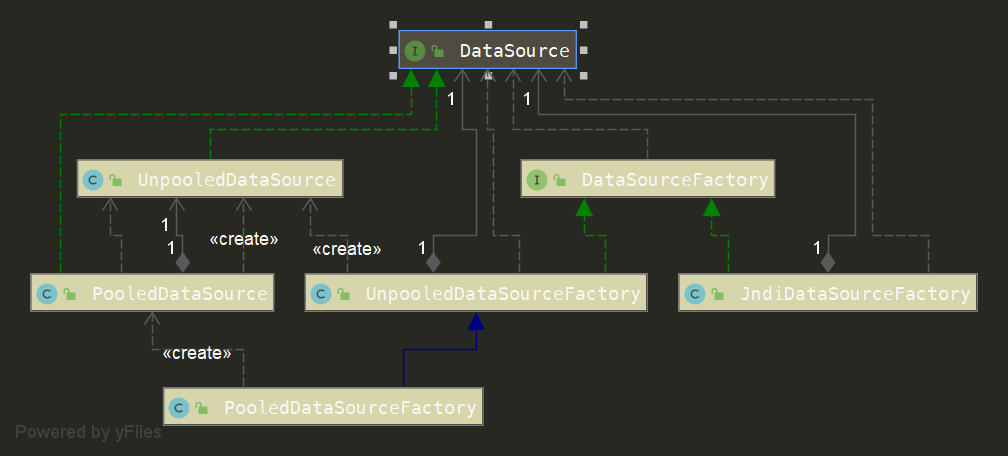 I DataSource
1
1
C UnpooledDataSource
I DataSourceFactory
1
1
«create»
«create»
1
1
C PooledDataSource
C UnpooledDataSourceFactory
C JndiDataSourceFactory
«create»
C PooledDataSourceFactory
Powered by yFiles